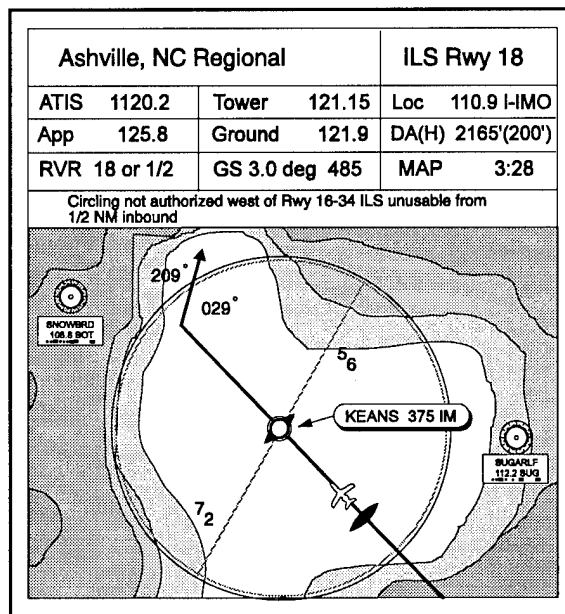 Ashville, NC Regional ILS Rwy 18
ATIS 1120.2 Tower 121.15 Loc 110.9 I-IMO
App 125.8 Ground 121.9 DA(H) 2165'(200')
RVR 18 or 1/2 GS 3.0 deg 485 MAP 3:28
Circling not authorized west of Rwy 16-34 ILS unusable from
1/2 NM inbound
209°
029°
SNOWBRD
5 6
KEANS 375 IM
SUGARLF
112.2 SUG
7 2